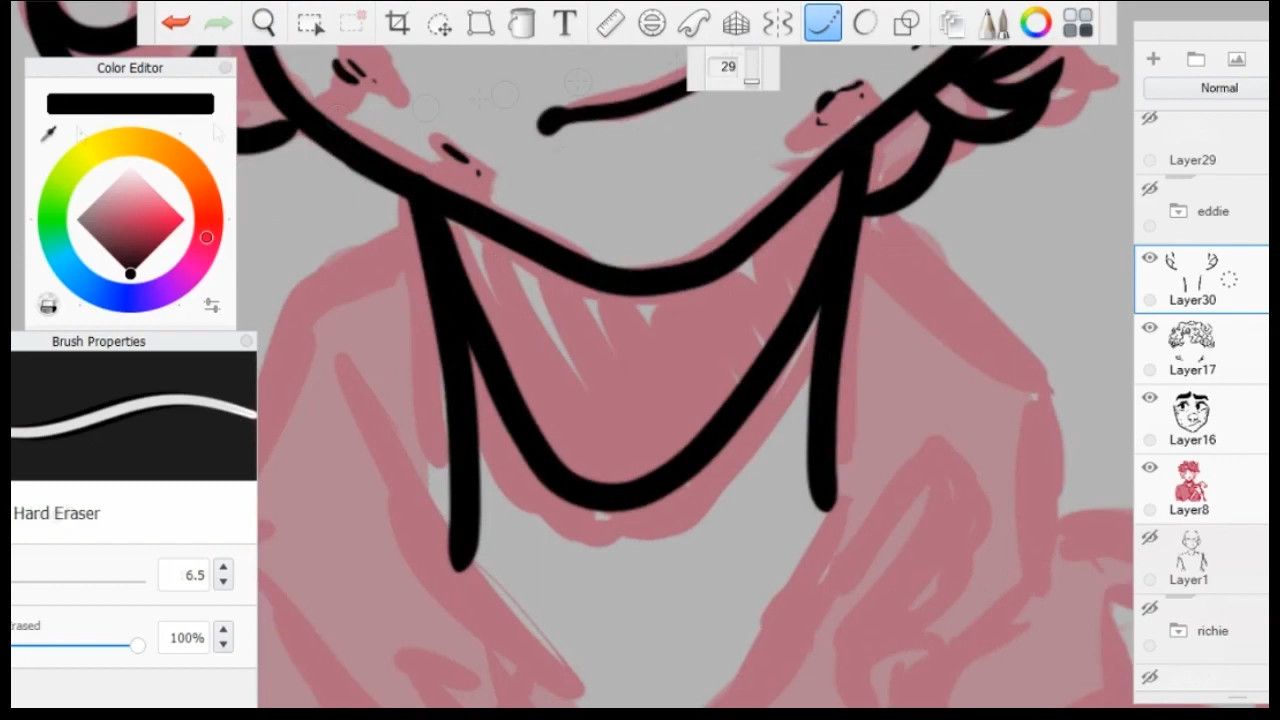 T
29
Color Editor
Normal
Layer29
eddie
Layer30
Layer17
Layer16
Layer8
Layer1
richie
Brush Properties
Hard Eraser
6.5
rased
100%